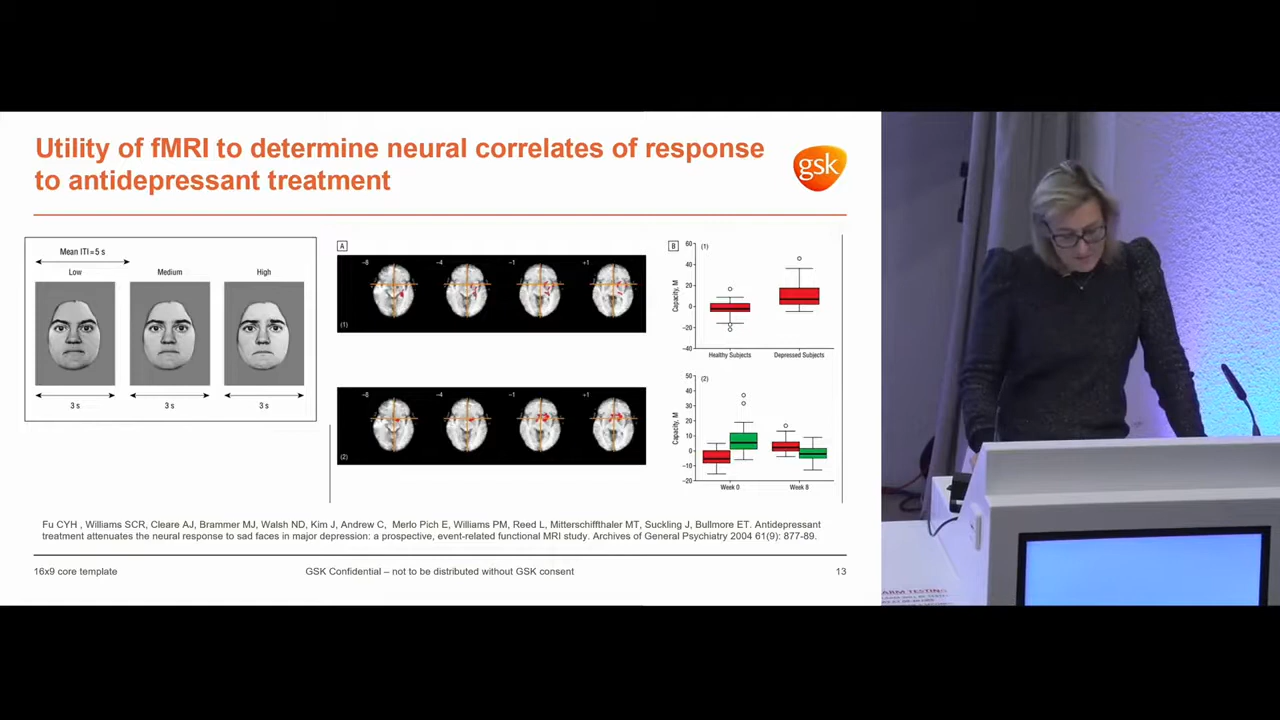 Utility of fMRI to determine neural correlates of response
to antidepressant treatment
gsk
Mean ITI = 5 s
Low
Medium
High
3 s
3 s
3 s
A
−8
−4
−1
+1
(1)
−8
−4
−1
+1
(2)
B
(1)
Capacity, M
60
40
20
0
−20
−40
Healthy Subjects
Depressed Subjects
(2)
Capacity, M
50
40
30
20
10
0
−10
−20
Week 0
Week 8
Fu CYH , Williams SCR, Cleare AJ, Brammer MJ, Walsh ND, Kim J, Andrew C, Merlo Pich E, Williams PM, Reed L, Mitterschiffthaler MT, Suckling J, Bullmore ET. Antidepressant
treatment attenuates the neural response to sad faces in major depression: a prospective, event-related functional MRI study. Archives of General Psychiatry 2004 61(9): 877-89.
16x9 core template
GSK Confidential – not to be distributed without GSK consent
13
ARM TESTING